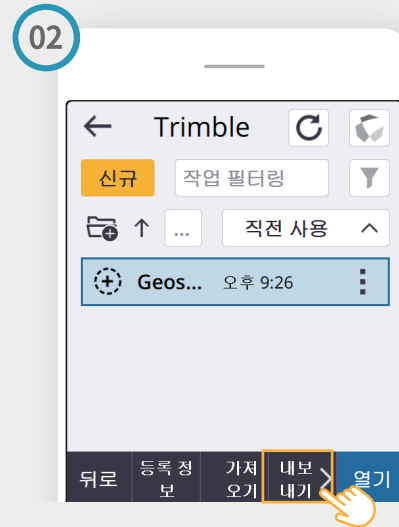 02
Trimble
신규 작업 필터링
... 직전 사용
Geos... 오후 9:26
뒤로 등록 정보 가져오기 내보내기 열기